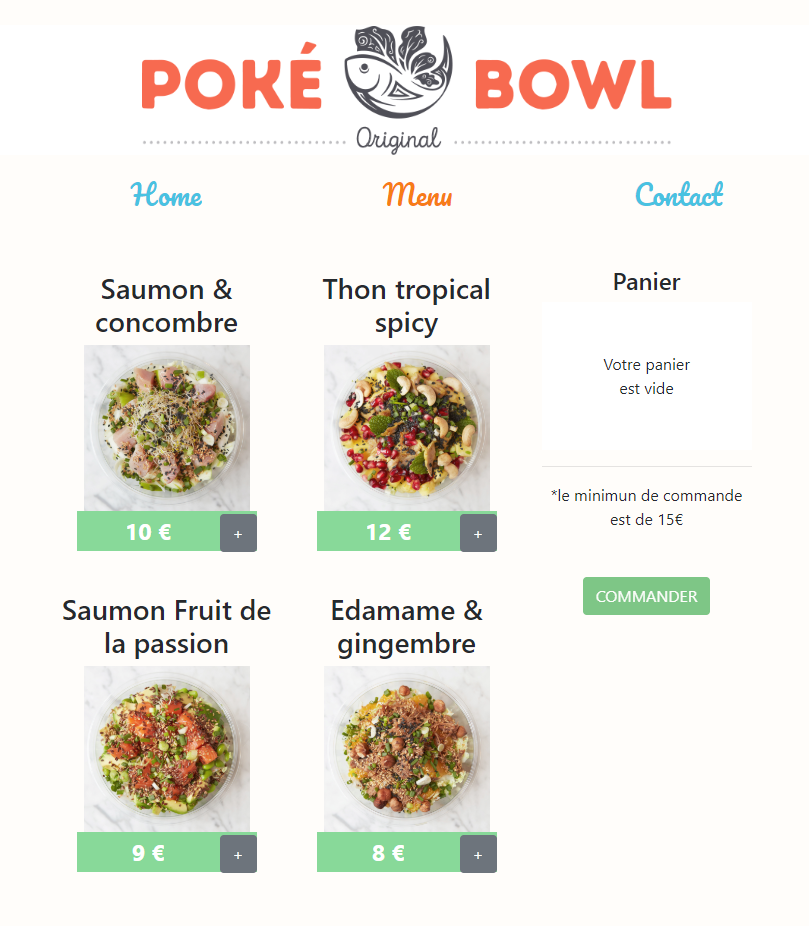 POKÉ BOWL
Original
Home Menu Contact
Saumon &
concombre
10 €
+
Thon tropical
spicy
12 €
+
Saumon Fruit de
la passion
9 €
+
Edamame &
gingembre
8 €
+
Panier
Votre panier
est vide
*le minimun de commande
est de 15€
COMMANDER